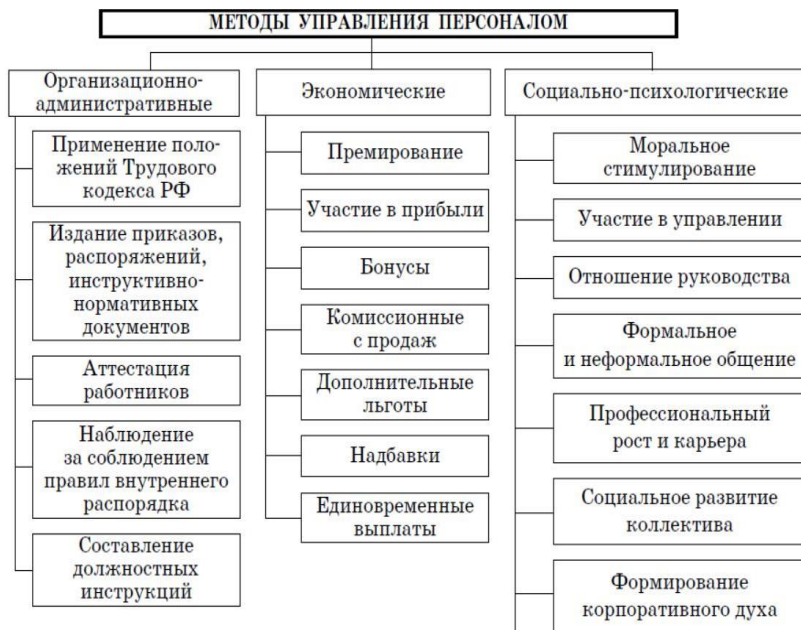 МЕТОДЫ УПРАВЛЕНИЯ ПЕРСОНАЛОМ
Организационно-
административные
Применение поло-
жений Трудового
кодекса РФ
Издание приказов,
распоряжений,
инструктивно-
нормативных
документов
Аттестация
работников
Наблюдение
за соблюдением
правил внутреннего
распорядка
Составление
должностных
инструкций
Экономические
Премирование
Участие в прибыли
Бонусы
Комиссионные
с продаж
Дополнительные
льготы
Надбавки
Единовременные
выплаты
Социально-психологические
Моральное
стимулирование
Участие в управлении
Отношение руководства
Формальное
и неформальное общение
Профессиональный
рост и карьера
Социальное развитие
коллектива
Формирование
корпоративного духа